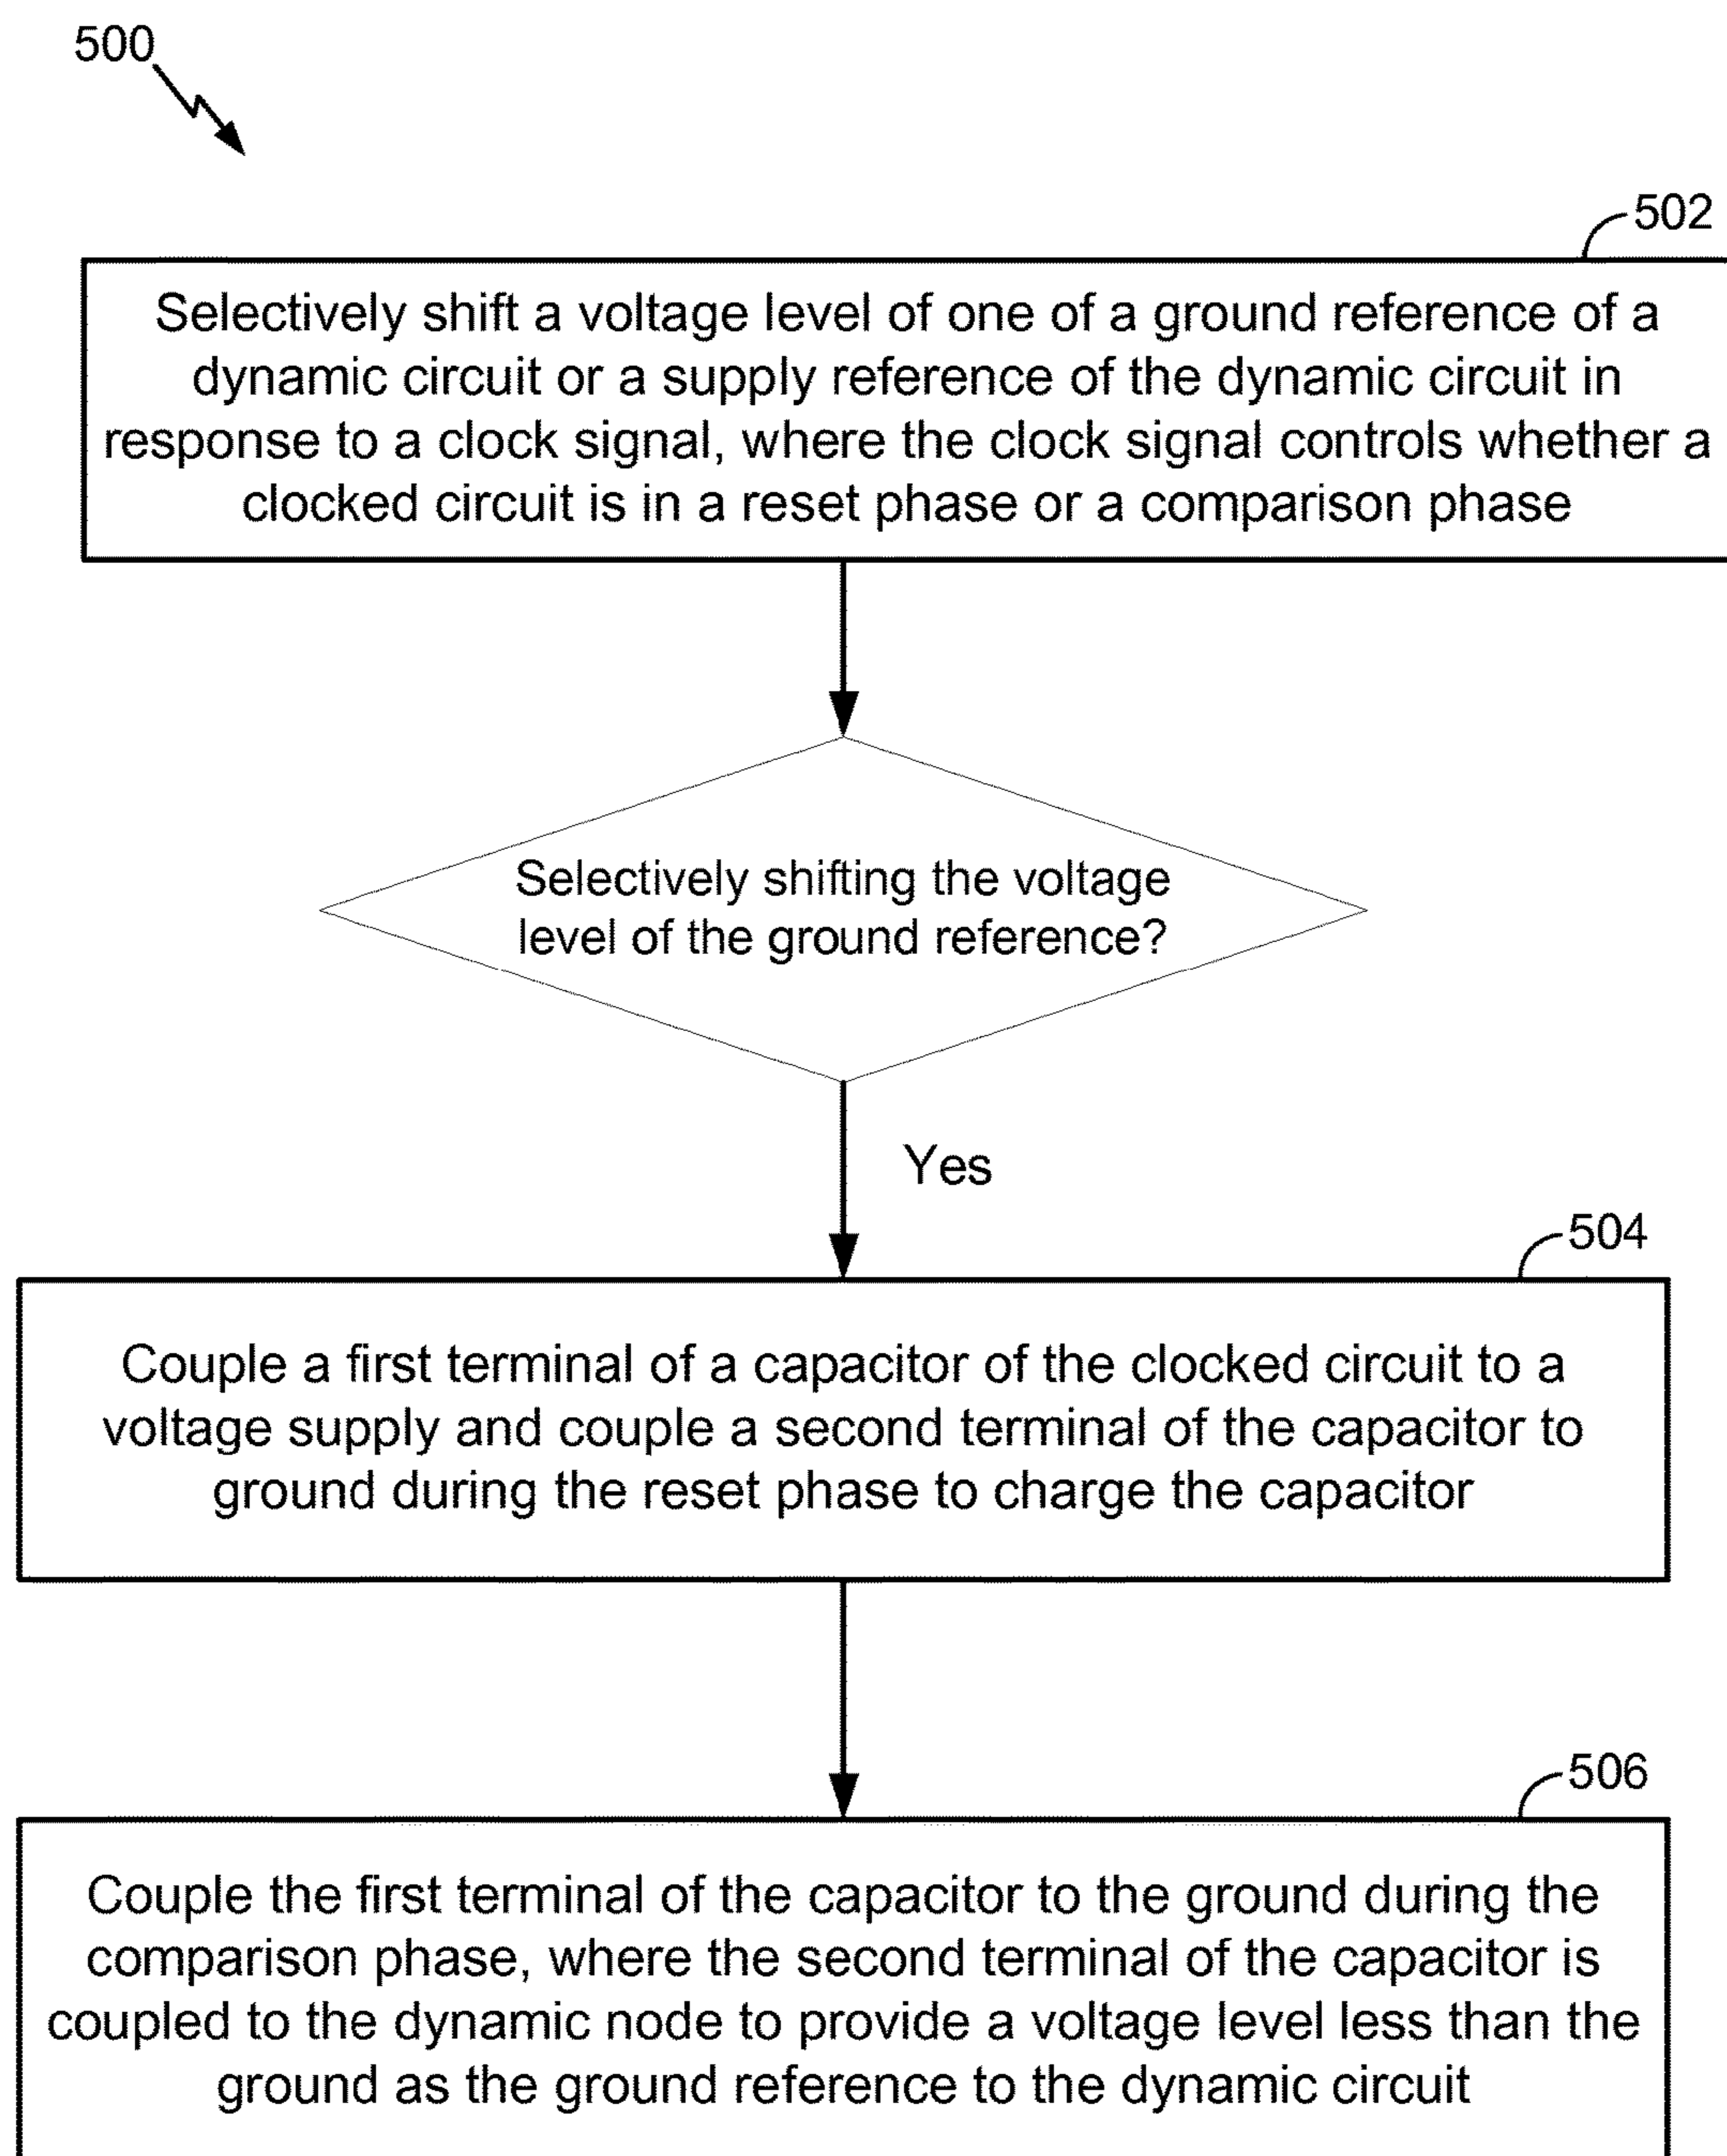 500
502
Selectively shift a voltage level of one of a ground reference of a
dynamic circuit or a supply reference of the dynamic circuit in
response to a clock signal, where the clock signal controls whether a
clocked circuit is in a reset phase or a comparison phase
Selectively shifting the voltage
level of the ground reference?
Yes
504
Couple a first terminal of a capacitor of the clocked circuit to a
voltage supply and couple a second terminal of the capacitor to
ground during the reset phase to charge the capacitor
506
Couple the first terminal of the capacitor to the ground during the
comparison phase, where the second terminal of the capacitor is
coupled to the dynamic node to provide a voltage level less than the
ground as the ground reference to the dynamic circuit